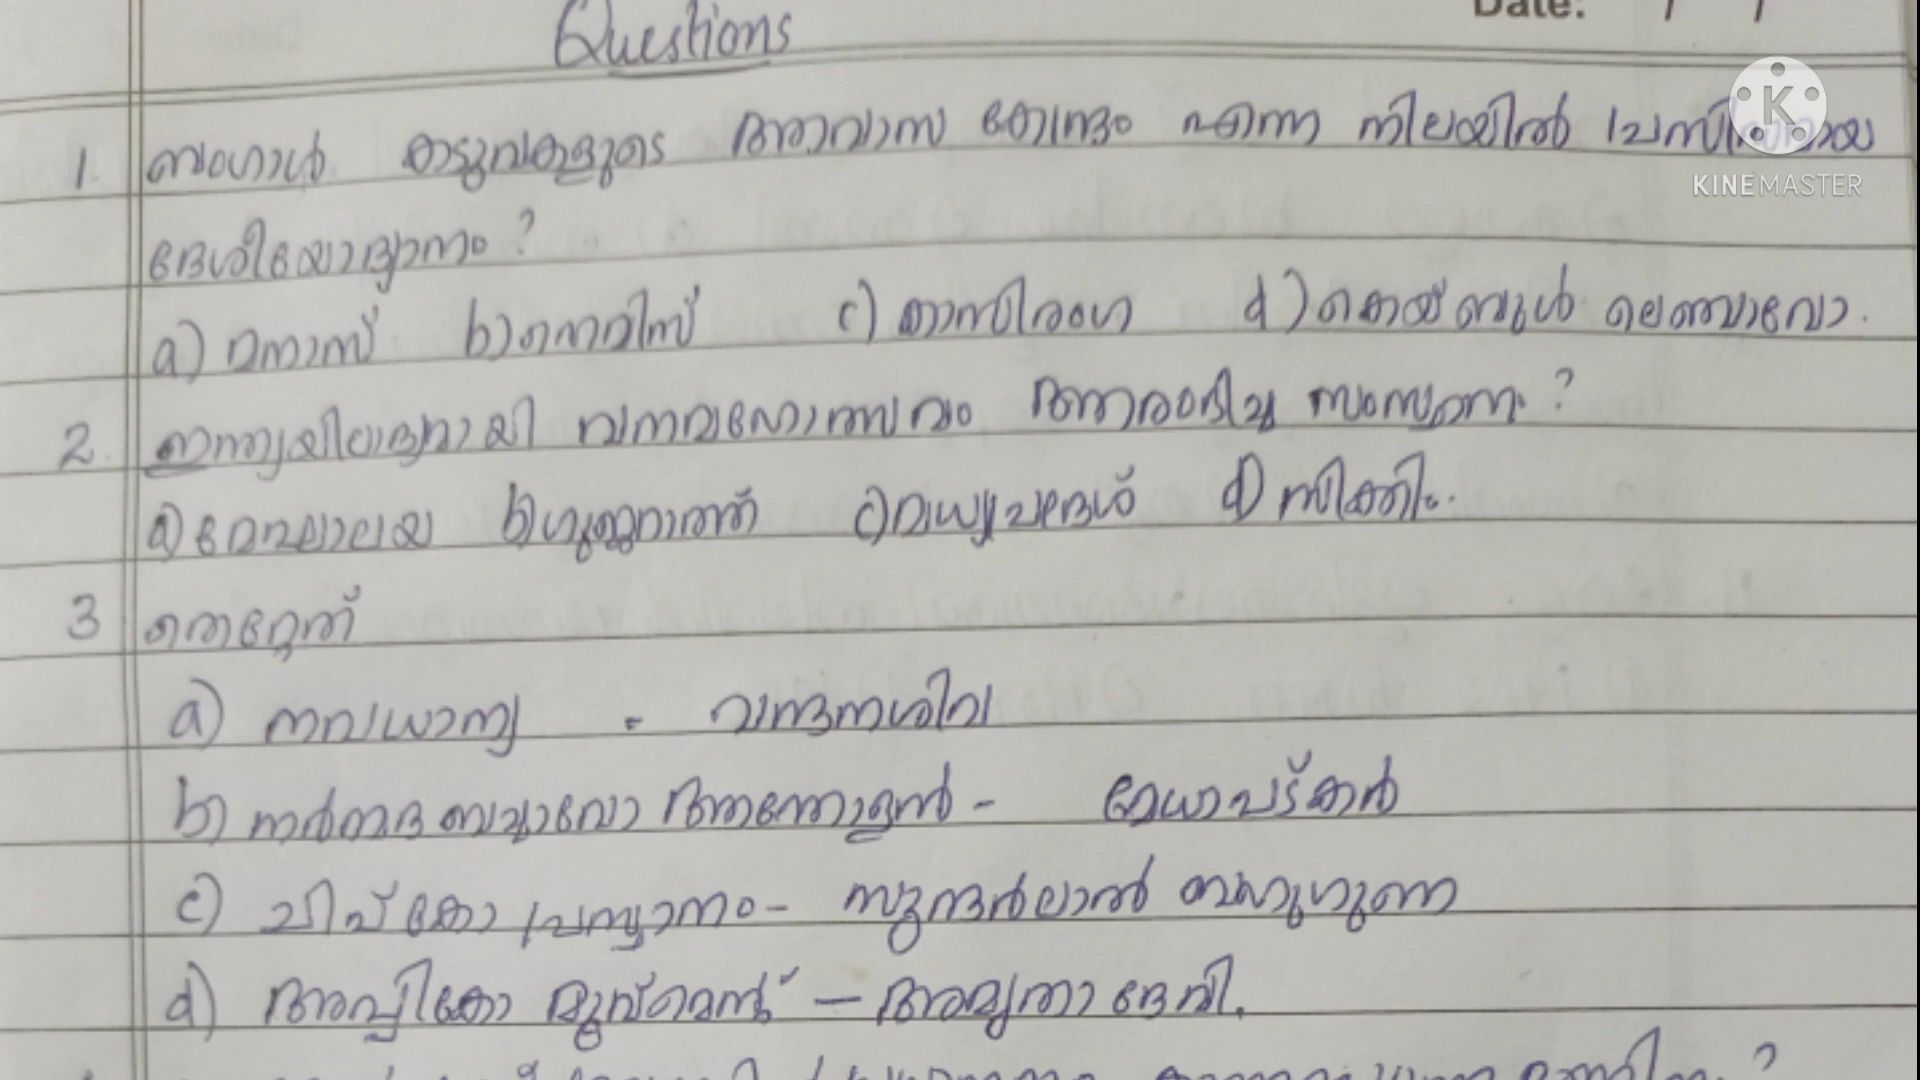 Questions
Date: / /
KINEMASTER
1. ബംഗാൾ കടുവകളുടെ ആവാസ കേന്ദ്രം എന്ന നിലയിൽ പ്രസിദ്ധമായ
ദേശീയോദ്യാനം ?
a) മനാസ് b) നെറിസ് c) കാസിരംഗ d) കെയ്ബുൾ ലെംബാവോ.
2. ഇന്ത്യയിലാദ്യമായി വനമഹോത്സവം ആരംഭിച്ച സംസ്ഥാനം ?
a) മേഘാലയ b) ഗുജറാത്ത് c) മധ്യപ്രദേശ് d) സിക്കിം.
3 തെറ്റേത്
a) നവധാന്യ - വന്ദനശിവ
b) നർമദ ബച്ചാവോ ആന്തോളൻ - മേധാപട്കർ
c) ചിപ്കോ പ്രസ്ഥാനം - സുന്ദർലാൽ ബഹുഗുണ
d) അപ്പിക്കോ മൂവ്മെന്റ് – അമൃതാ ദേവി.